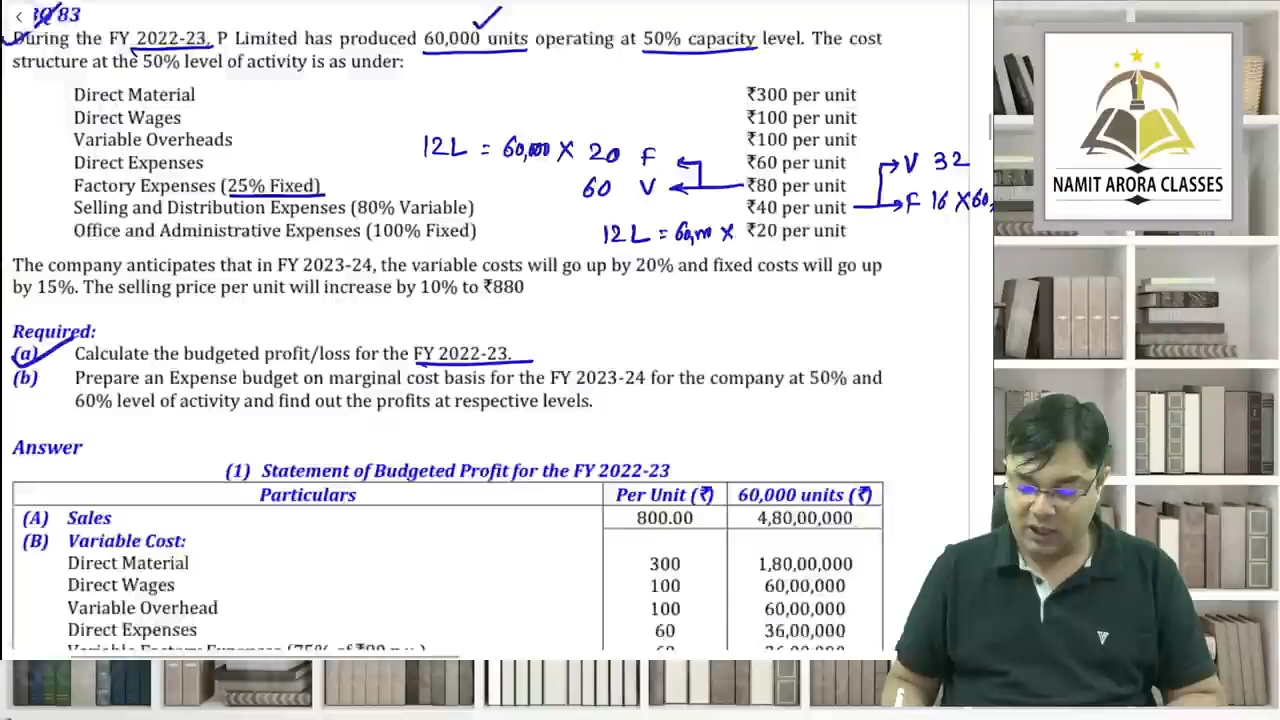 Q 83
During the FY 2022-23, P Limited has produced 60,000 units operating at 50% capacity level. The cost
structure at the 50% level of activity is as under:
Direct Material ₹300 per unit
Direct Wages ₹100 per unit
Variable Overheads ₹100 per unit
12L = 60,000 X 20 F
Direct Expenses ₹60 per unit
V 32
Factory Expenses (25% Fixed) 60 V ₹80 per unit
Selling and Distribution Expenses (80% Variable) ₹40 per unit
F 16 X 60,
Office and Administrative Expenses (100% Fixed) 12L = 60,000 X ₹20 per unit
The company anticipates that in FY 2023-24, the variable costs will go up by 20% and fixed costs will go up
by 15%. The selling price per unit will increase by 10% to ₹880
Required:
(a) Calculate the budgeted profit/loss for the FY 2022-23.
(b) Prepare an Expense budget on marginal cost basis for the FY 2023-24 for the company at 50% and
60% level of activity and find out the profits at respective levels.
Answer
(1) Statement of Budgeted Profit for the FY 2022-23
Particulars Per Unit (₹) 60,000 units (₹)
(A) Sales 800.00 4,80,00,000
(B) Variable Cost:
Direct Material 300 1,80,00,000
Direct Wages 100 60,00,000
Variable Overhead 100 60,00,000
Direct Expenses 60 36,00,000
NAMIT ARORA CLASSES